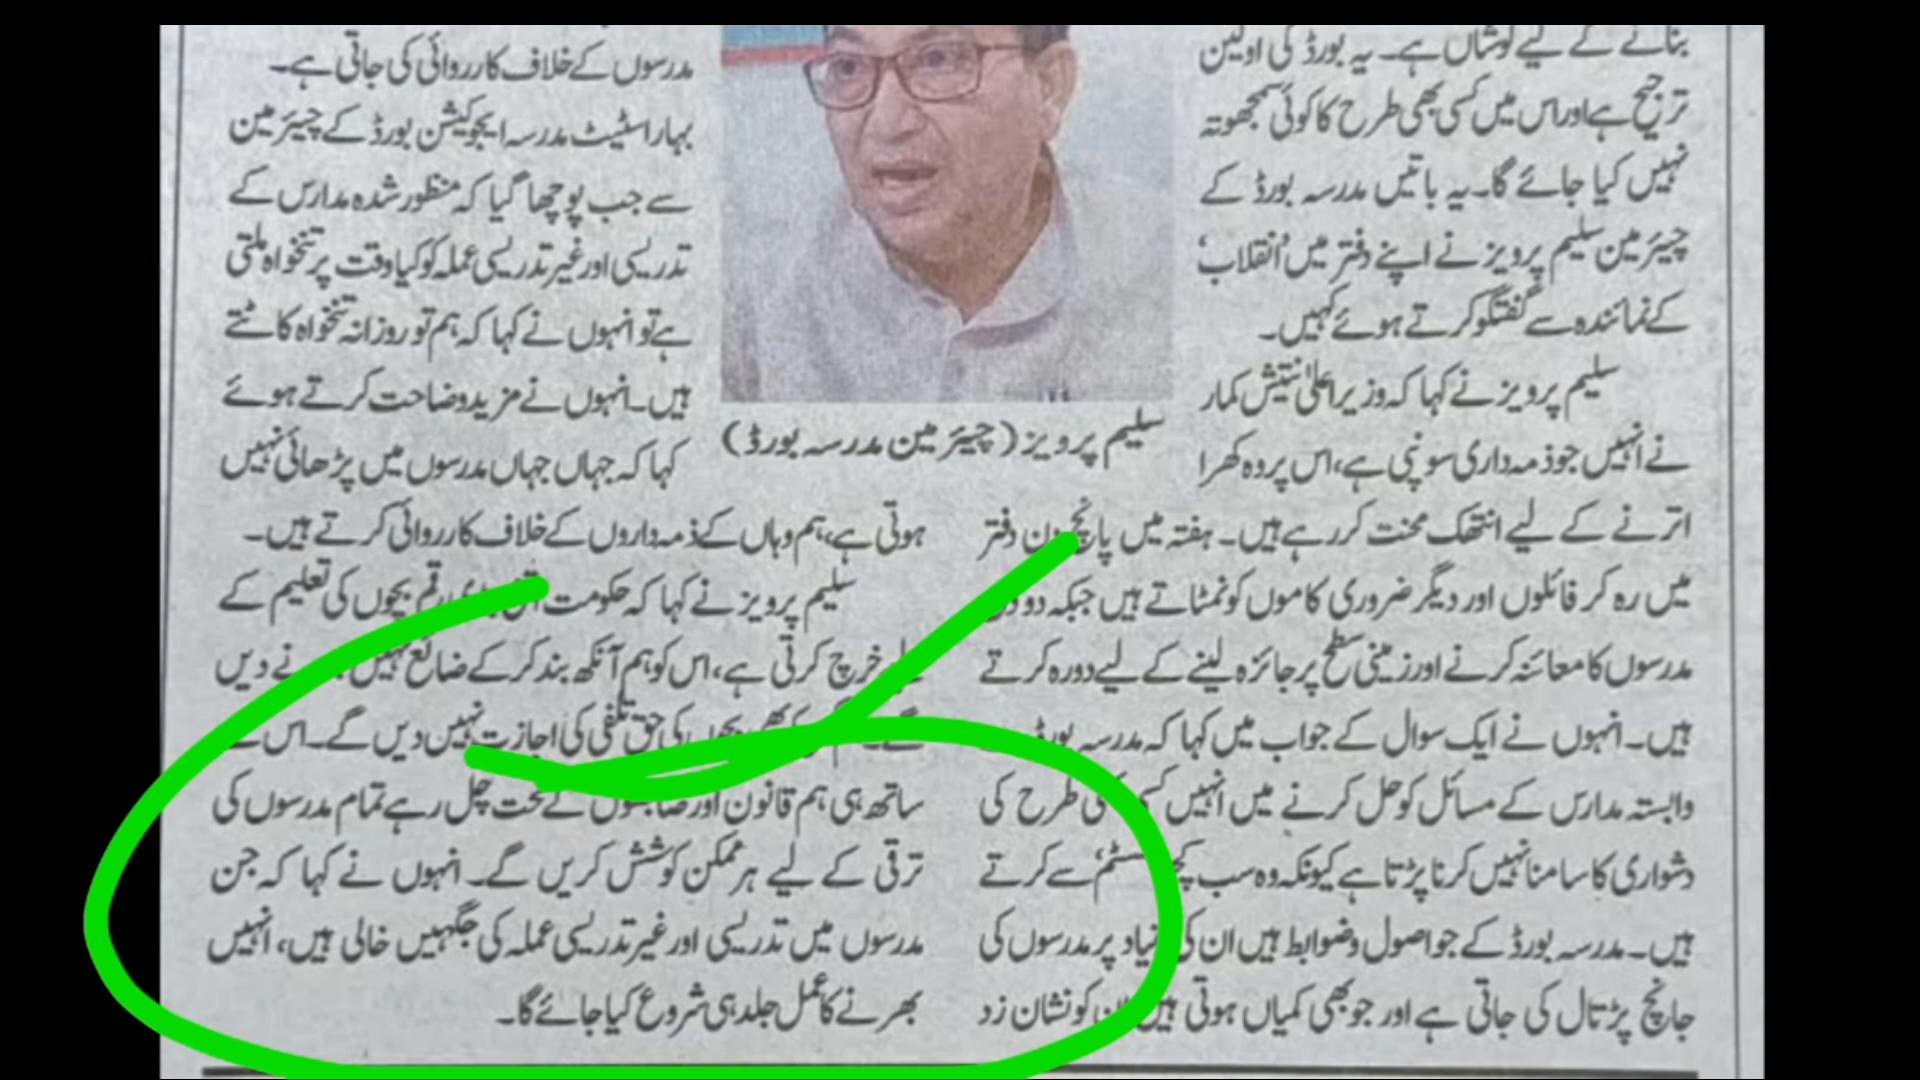 بنانے کے لیے کوشاں ہے۔ یہ بورڈ کی اولین
ترجیح ہے اور اس میں کسی بھی طرح کا کوئی سمجھوتہ
نہیں کیا جائے گا۔ یہ باتیں مدرسہ بورڈ کے
چیئرمین سلیم پرویز نے اپنے دفتر میں ’انقلاب‘
کے نمائندہ سے گفتگو کرتے ہوئے کہیں۔
سلیم پرویز نے کہا کہ وزیر اعلیٰ نتیش کمار
نے انہیں جو ذمہ داری سونپی ہے، اس پر وہ کھرا
اترنے کے لیے انتھک محنت کر رہے ہیں۔ ہفتہ میں پانچ دن دفتر
میں رہ کر فائلوں اور دیگر ضروری کاموں کو نمٹاتے ہیں جبکہ دو
مدرسوں کا معائنہ کرنے اور زمینی سطح پر جائزہ لینے کے لیے دورہ کرتے
ہیں۔ انہوں نے ایک سوال کے جواب میں کہا کہ مدرسہ بورڈ
وابستہ مدارس کے مسائل کو حل کرنے میں انہیں کسی طرح کی
دشواری کا سامنا نہیں کرنا پڑتا ہے کیونکہ وہ سب کچھ سے کرتے
ہیں۔ مدرسہ بورڈ کے جو اصول و ضوابط ہیں ان کی بنیاد پر مدرسوں کی
جانچ پڑتال کی جاتی ہے اور جو بھی کمیاں ہوتی ہیں کو نشان زد
سلیم پرویز (چیئرمین مدرسہ بورڈ)
مدرسوں کے خلاف کارروائی کی جاتی ہے۔
بہار اسٹیٹ مدرسہ ایجوکیشن بورڈ کے چیئرمین
سے جب پوچھا گیا کہ منظور شدہ مدارس کے
تدریسی اور غیر تدریسی عملہ کو کیا وقت پر تنخواہ ملتی
ہے تو انہوں نے کہا کہ ہم تو روزانہ تنخواہ کاٹتے
ہیں۔ انہوں نے مزید وضاحت کرتے ہوئے
کہا کہ جہاں جہاں مدرسوں میں پڑھائی نہیں
ہوتی ہے، ہم وہاں کے ذمہ داروں کے خلاف کارروائی کرتے ہیں۔
سلیم پرویز نے کہا کہ حکومت رقم بچوں کی تعلیم کے
لیے خرچ کرتی ہے، اس کو ہم آنکھ بند کر کے ضائع نہیں دیں
گے۔ بچوں کی حق تلفی کی اجازت نہیں دیں گے۔ اس کے
ساتھ ہی ہم قانون اور ضابطوں کے تحت چل رہے تمام مدرسوں کی
ترقی کے لیے ہر ممکن کوشش کریں گے۔ انہوں نے کہا کہ جن
مدرسوں میں تدریسی اور غیر تدریسی عملہ کی جگہیں خالی ہیں، انہیں
بھرنے کا عمل جلد ہی شروع کیا جائے گا۔